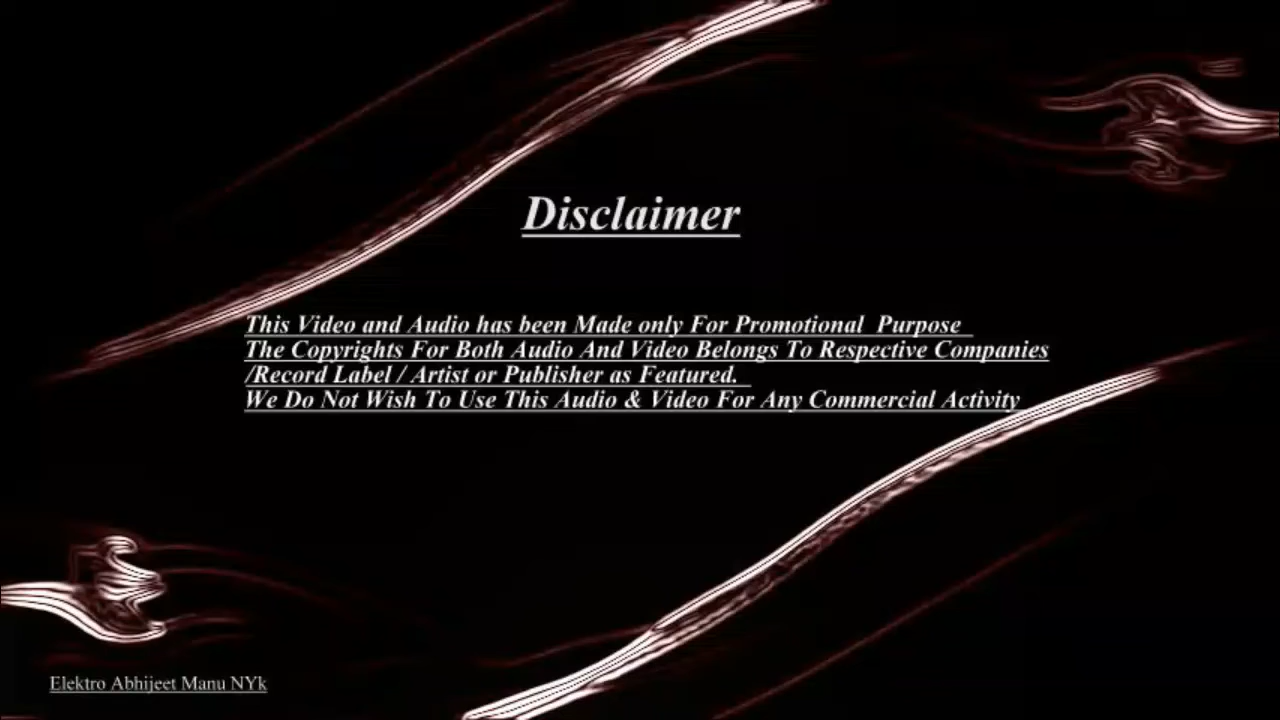 Disclaimer
This Video and Audio has been Made only For Promotional Purpose
The Copyrights For Both Audio And Video Belongs To Respective Companies
/Record Label / Artist or Publisher as Featured.
We Do Not Wish To Use This Audio & Video For Any Commercial Activity
Elektro Abhijeet Manu NYk